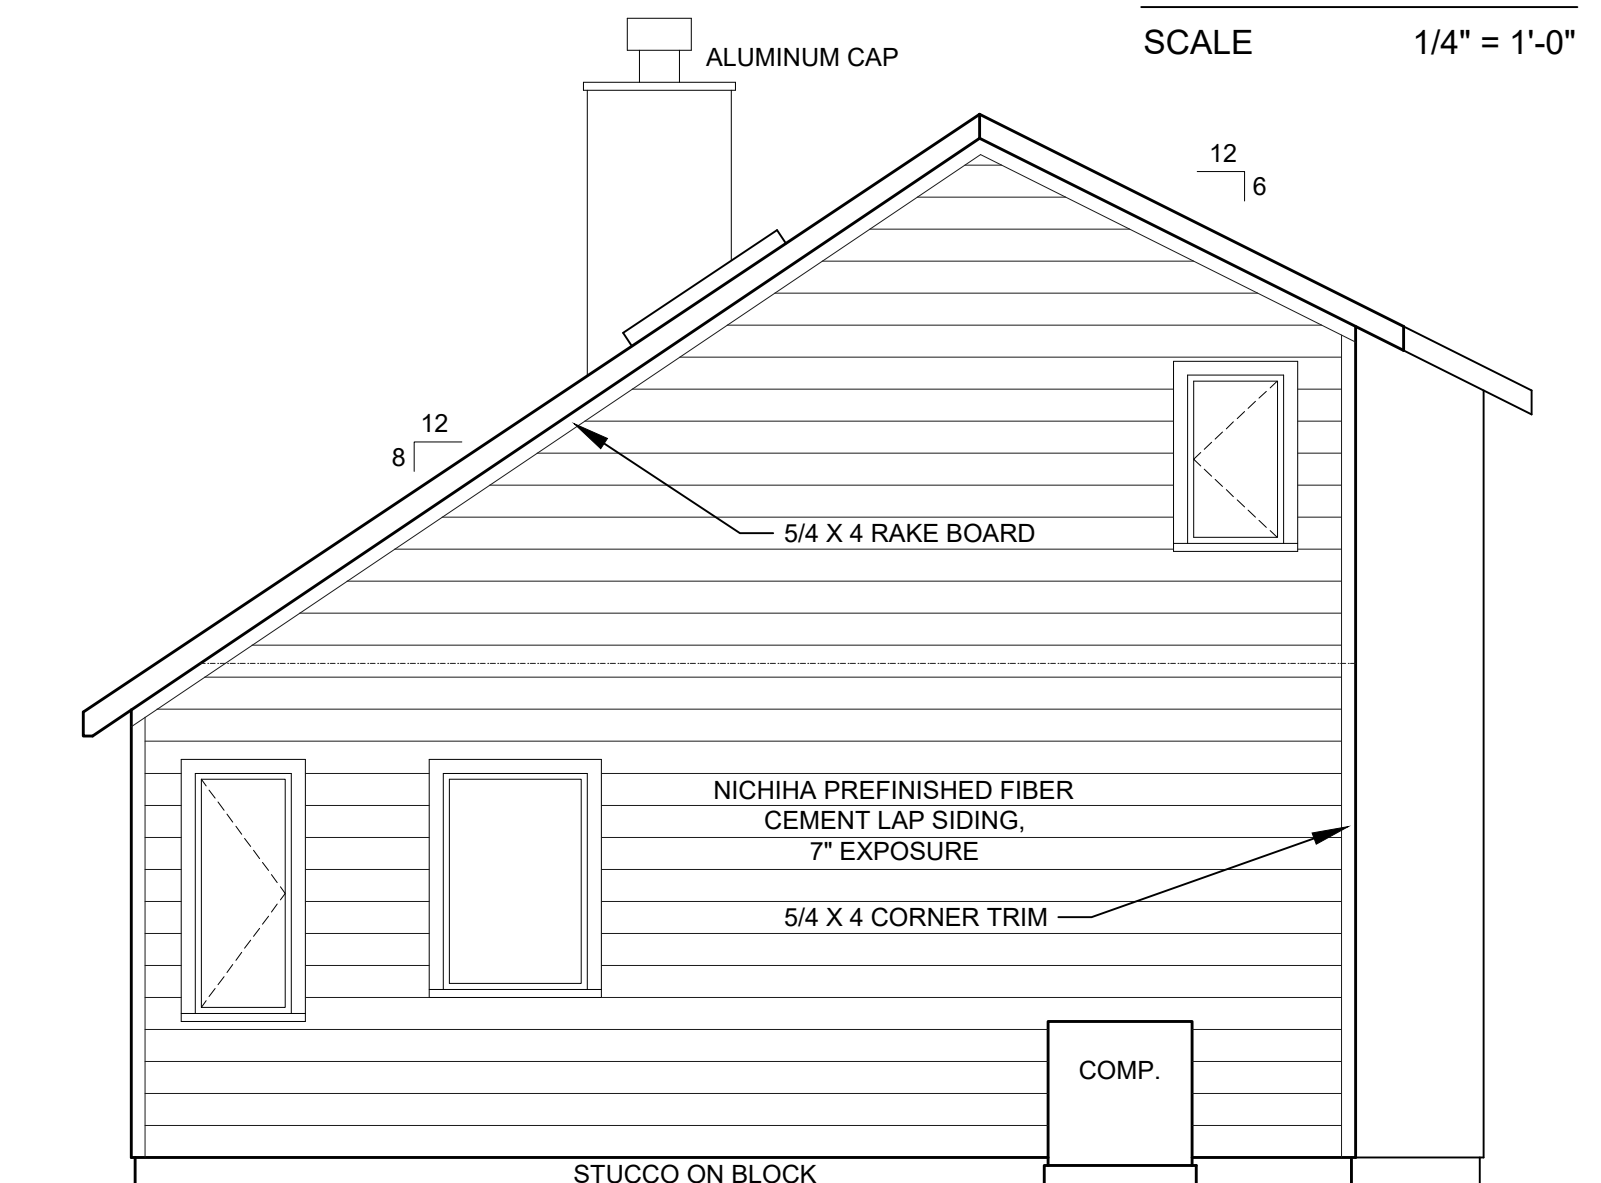 ALUMINUM CAP
SCALE 1/4" = 1'-0"
12
6
12
8
5/4 X 4 RAKE BOARD
NICHIHA PREFINISHED FIBER
CEMENT LAP SIDING,
7" EXPOSURE
5/4 X 4 CORNER TRIM
COMP.
STUCCO ON BLOCK